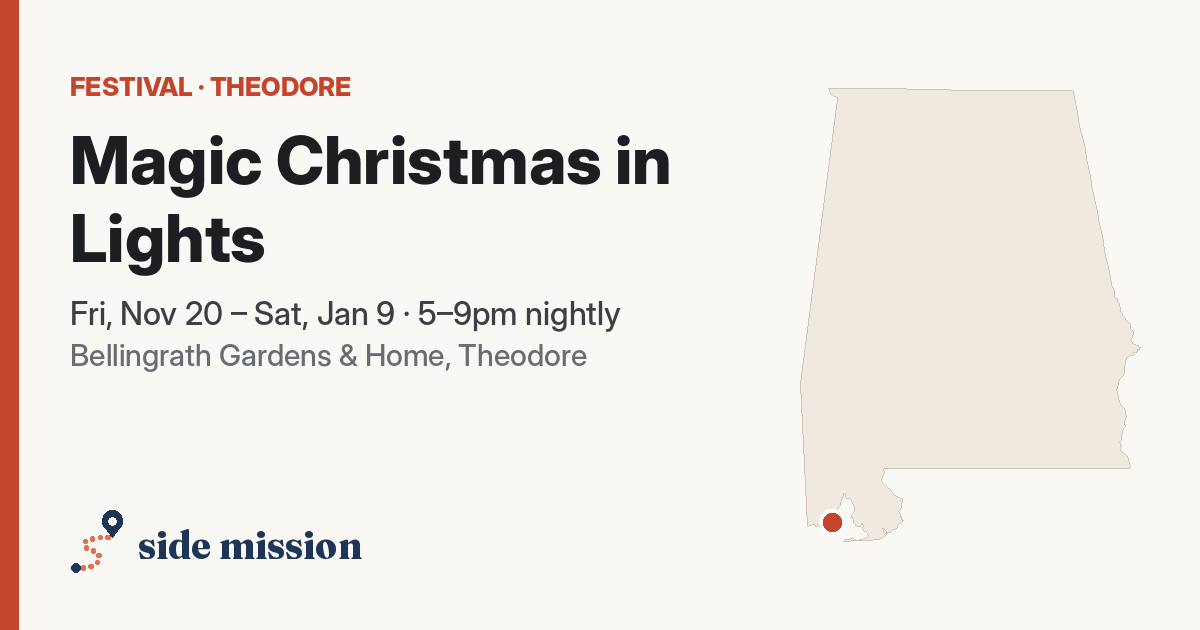 FESTIVAL · THEODORE
Magic Christmas in
Lights
Fri, Nov 20 – Sat, Jan 9 · 5–9pm nightly
Bellingrath Gardens & Home, Theodore
side mission